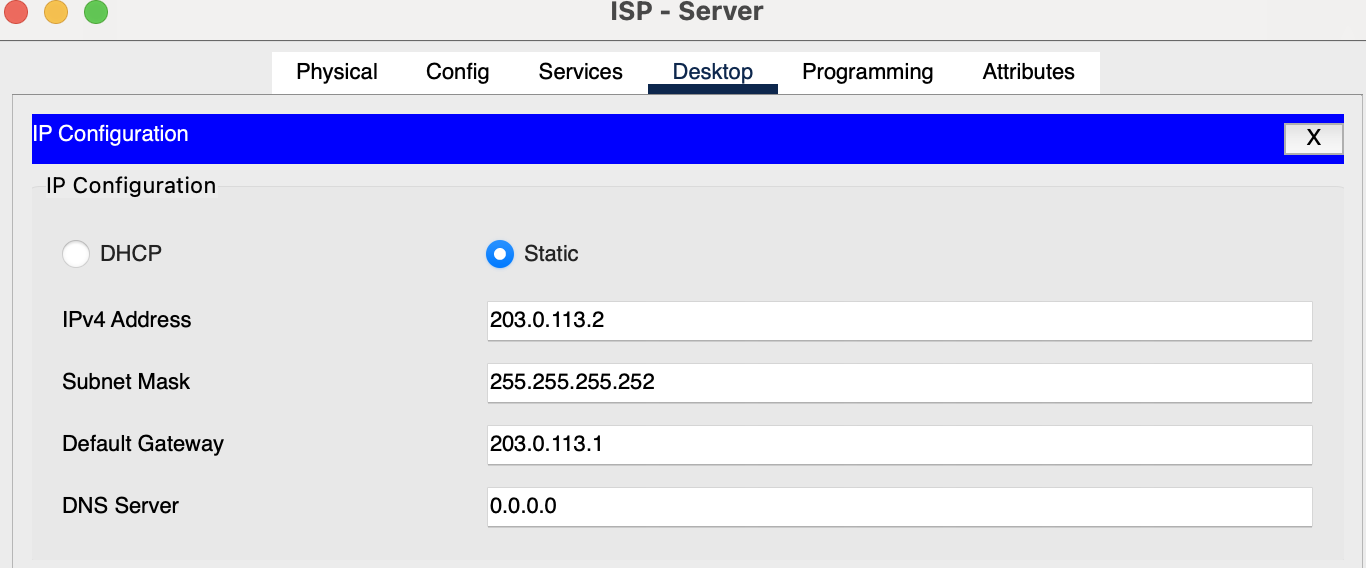 ISP - Server
Physical Config Services Desktop Programming Attributes
IP Configuration X
IP Configuration
DHCP Static
IPv4 Address 203.0.113.2
Subnet Mask 255.255.255.252
Default Gateway 203.0.113.1
DNS Server 0.0.0.0